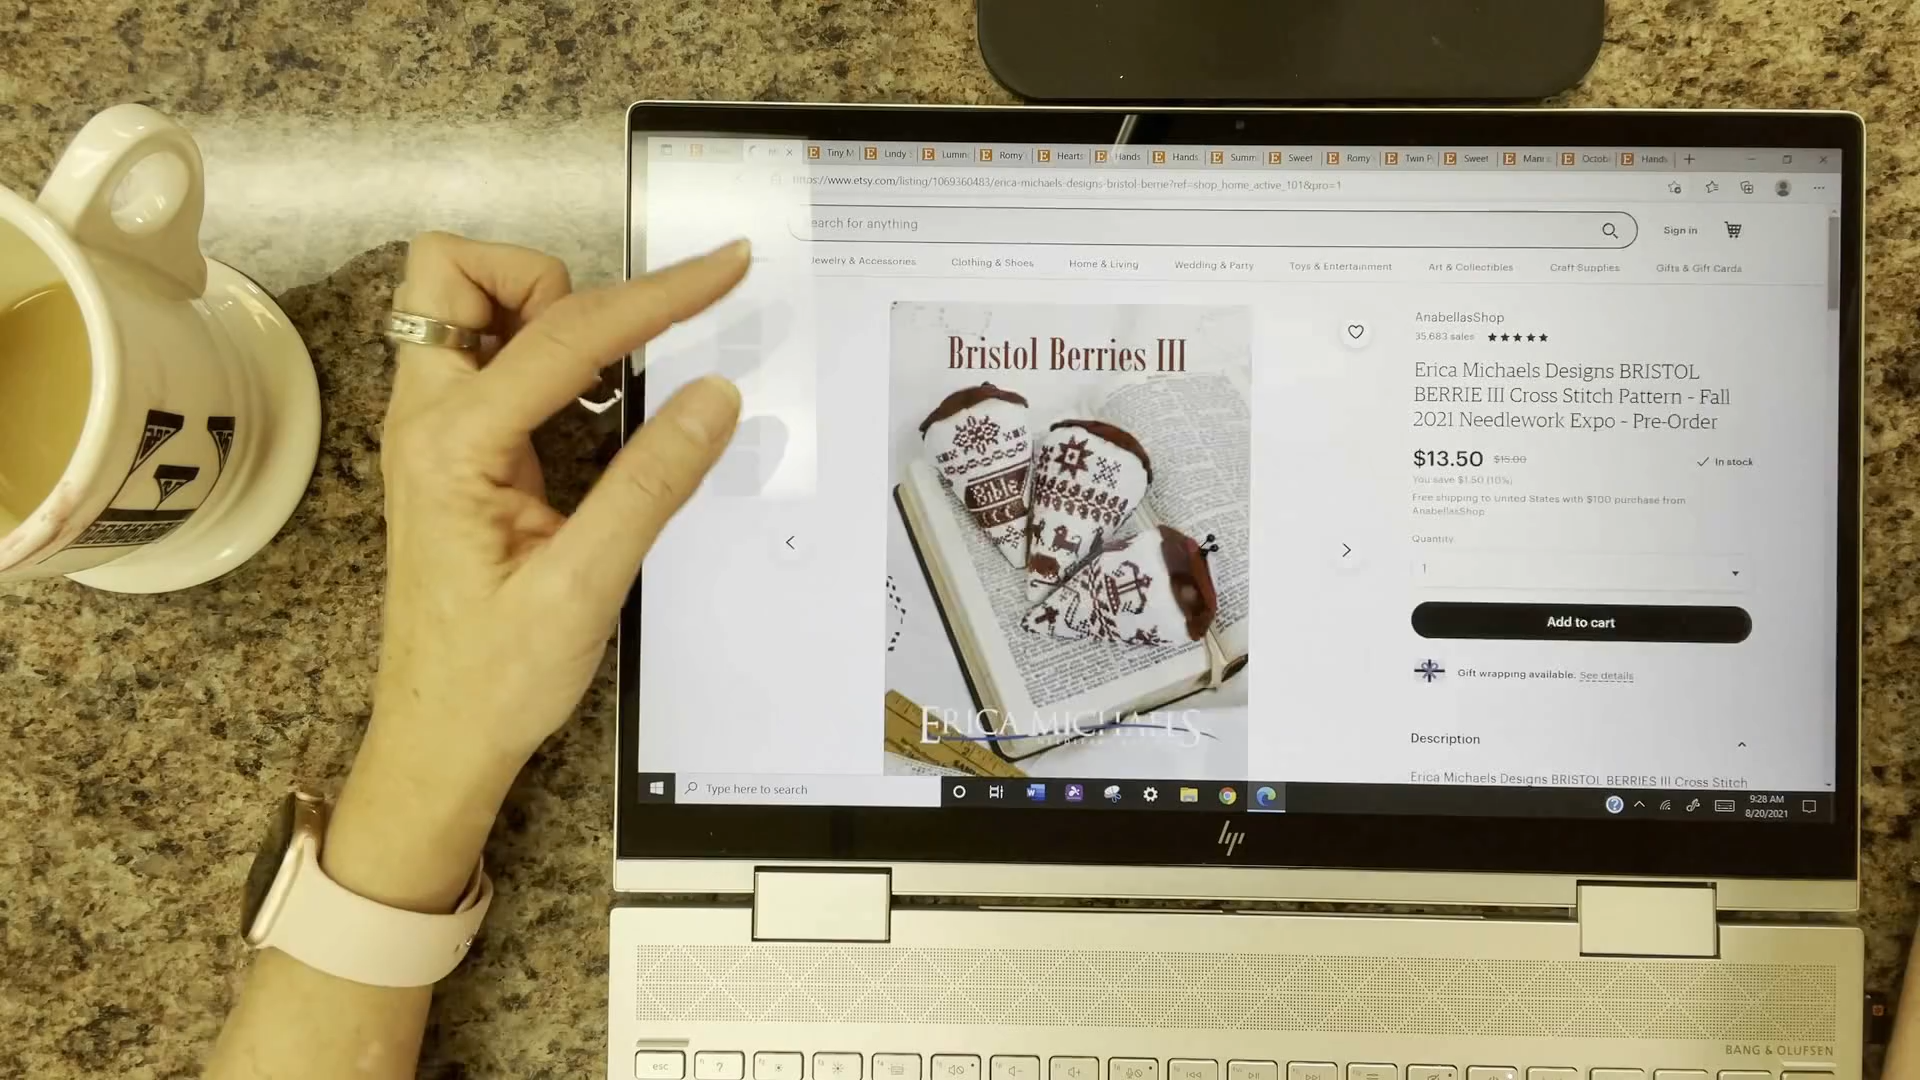 Tiny M
Lindy
Lumin
Romy
Hearts
Hands
Hands
Summ
Sweet
Romy
Twin P
Sweet
Mani
Octob
Hands
https://www.etsy.com/listing/1069360483/erica-michaels-designs-bristol-berrie?ref=shop_home_active_101&pro=1
earch for anything
Sign in
Jewelry & Accessories
Clothing & Shoes
Home & Living
Wedding & Party
Toys & Entertainment
Art & Collectibles
Craft Supplies
Gifts & Gift Cards
Bristol Berries III
Bible
ERICA MICHAELS
AnabellasShop
35,683 sales
Erica Michaels Designs BRISTOL
BERRIE III Cross Stitch Pattern - Fall
2021 Needlework Expo - Pre-Order
$13.50 $15.00
In stock
You save $1.50 (10%)
Free shipping to United States with $100 purchase from
AnabellasShop
Quantity
1
Add to cart
Gift wrapping available. See details
Description
Erica Michaels Designs BRISTOL BERRIES III Cross Stitch
Type here to search
9:28 AM
8/20/2021
hp
BANG & OLUFSEN
esc
?